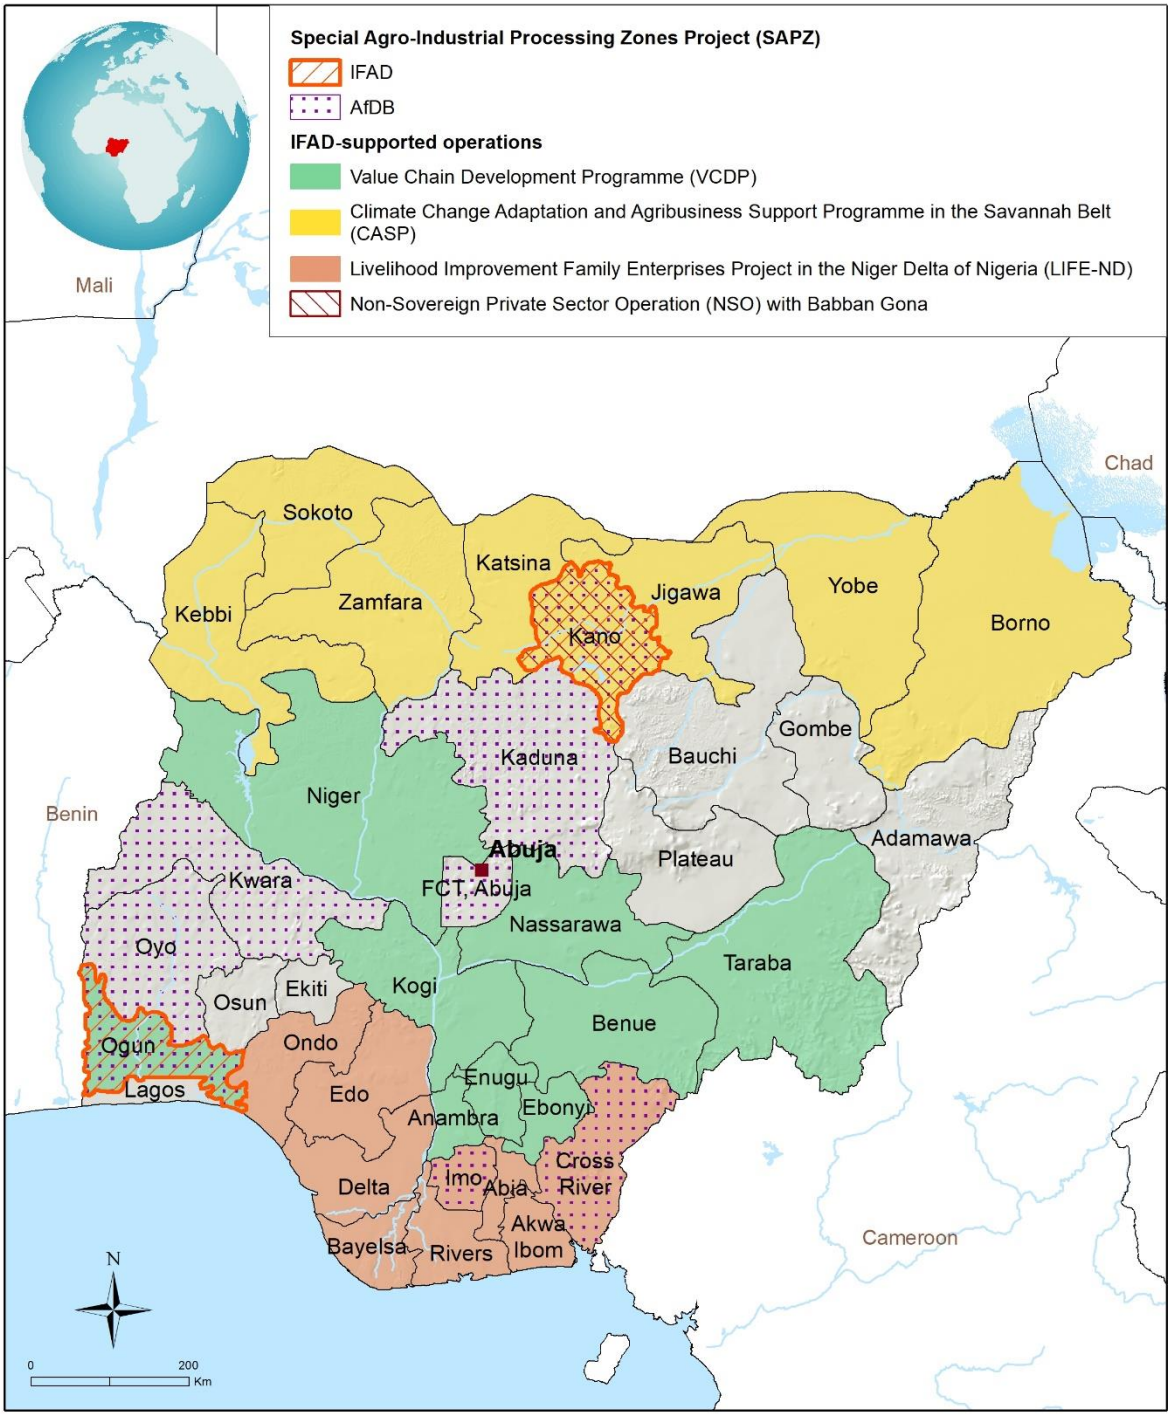 Special Agro-Industrial Processing Zones Project (SAPZ)
IFAD
AfDB
IFAD-supported operations
Value Chain Development Programme (VCDP)
Climate Change Adaptation and Agribusiness Support Programme in the Savannah Belt
(CASP)
Livelihood Improvement Family Enterprises Project in the Niger Delta of Nigeria (LIFE-ND)
Non-Sovereign Private Sector Operation (NSO) with Babban Gona
Mali
Chad
Sokoto
Katsina
Jigawa
Yobe
Zamfara
Kebbi
Kano
Borno
Gombe
Bauchi
Kaduna
Niger
Benin
Adamawa
Abuja
Plateau
Kwara
FCT, Abuja
Nassarawa
Oyo
Taraba
Kogi
Ekiti
Osun
Benue
Ogun
Ondo
Enugu
Lagos
Edo
Ebonyi
Anambra
Cross
River
Imo
Abia
Delta
Akwa
Ibom
Bayelsa
Rivers
Cameroon
N
0 200
Km